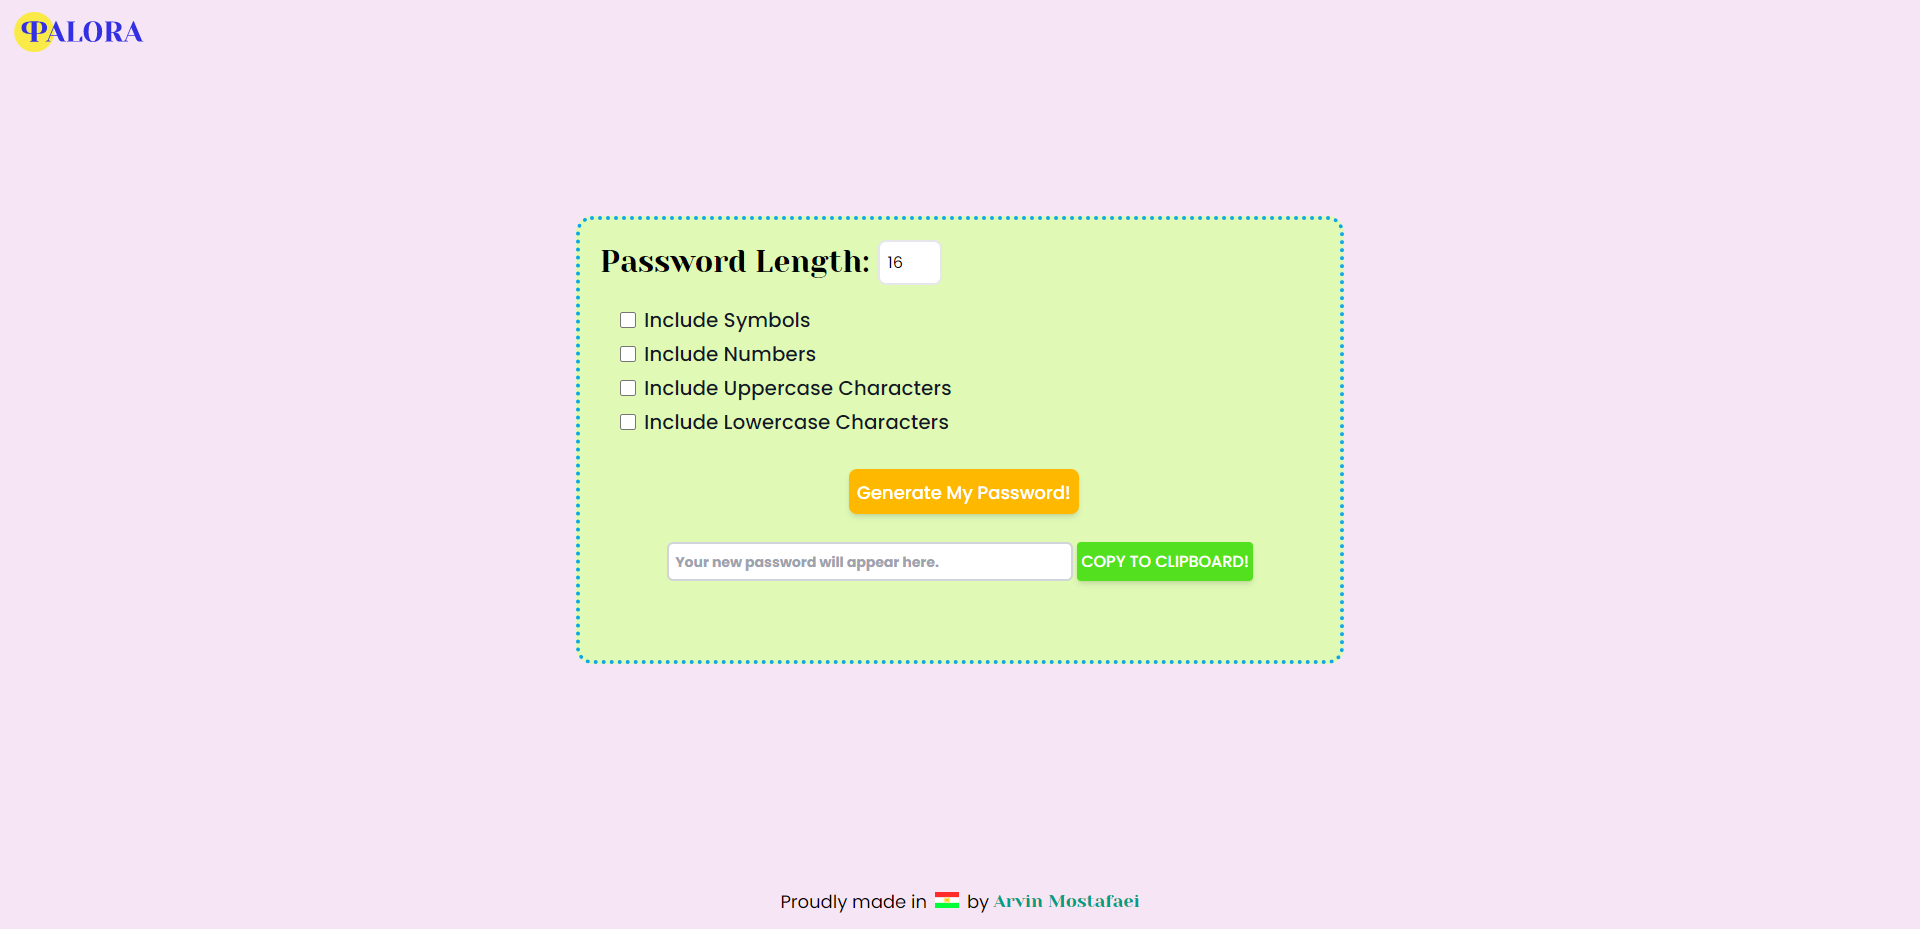 PALORA
Password Length: 16
Include Symbols
Include Numbers
Include Uppercase Characters
Include Lowercase Characters
Generate My Password!
Your new password will appear here. COPY TO CLIPBOARD!
Proudly made in by Arvin Mostafaei